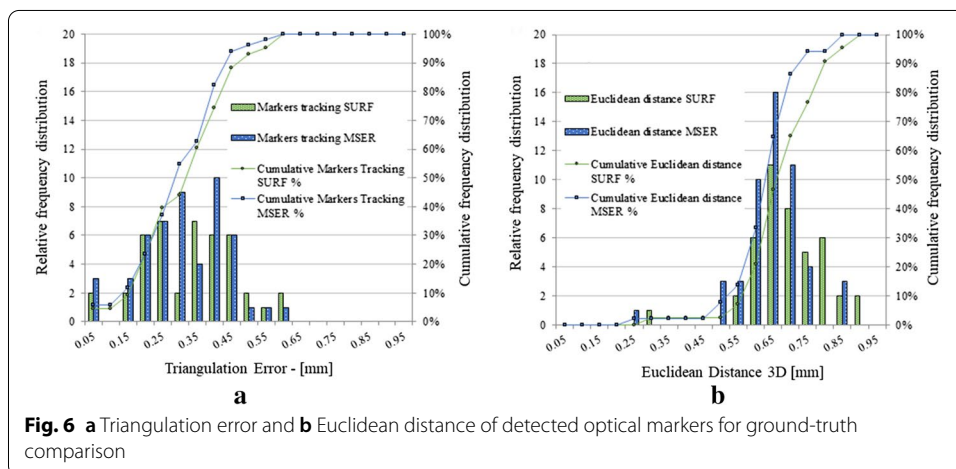 20
18
16
14
12
10
8
6
4
2
0
Relative frequency distribution
100%
90%
80%
70%
60%
50%
40%
30%
20%
10%
0%
Cumulative frequency distribution
Markers tracking SURF
Markers tracking MSER
Cumulative Markers Tracking
SURF %
Cumulative Markers Tracking
MSER %
0.05 0.15 0.25 0.35 0.45 0.55 0.65 0.75 0.85 0.95
Triangulation Error - [mm]
a
20
18
16
14
12
10
8
6
4
2
0
Relative frequency distribution
100%
90%
80%
70%
60%
50%
40%
30%
20%
10%
0%
Cumulative frequency distribution
Euclidean distance SURF
Euclidean distance MSER
Cumulative Euclidean distance
SURF %
Cumulative Euclidean distance
MSER %
0.05 0.15 0.25 0.35 0.45 0.55 0.65 0.75 0.85 0.95
Euclidean Distance 3D [mm]
b
Fig. 6 a Triangulation error and b Euclidean distance of detected optical markers for ground-truth
comparison